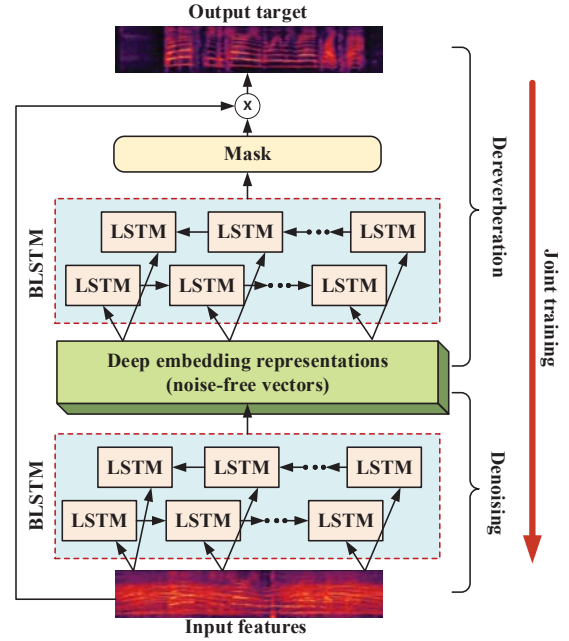 Output target
x
Mask
BLSTM
LSTM
LSTM
LSTM
LSTM
LSTM
LSTM
Dereverberation
Joint training
Deep embedding representations
(noise-free vectors)
BLSTM
LSTM
LSTM
LSTM
LSTM
LSTM
LSTM
Denoising
Input features